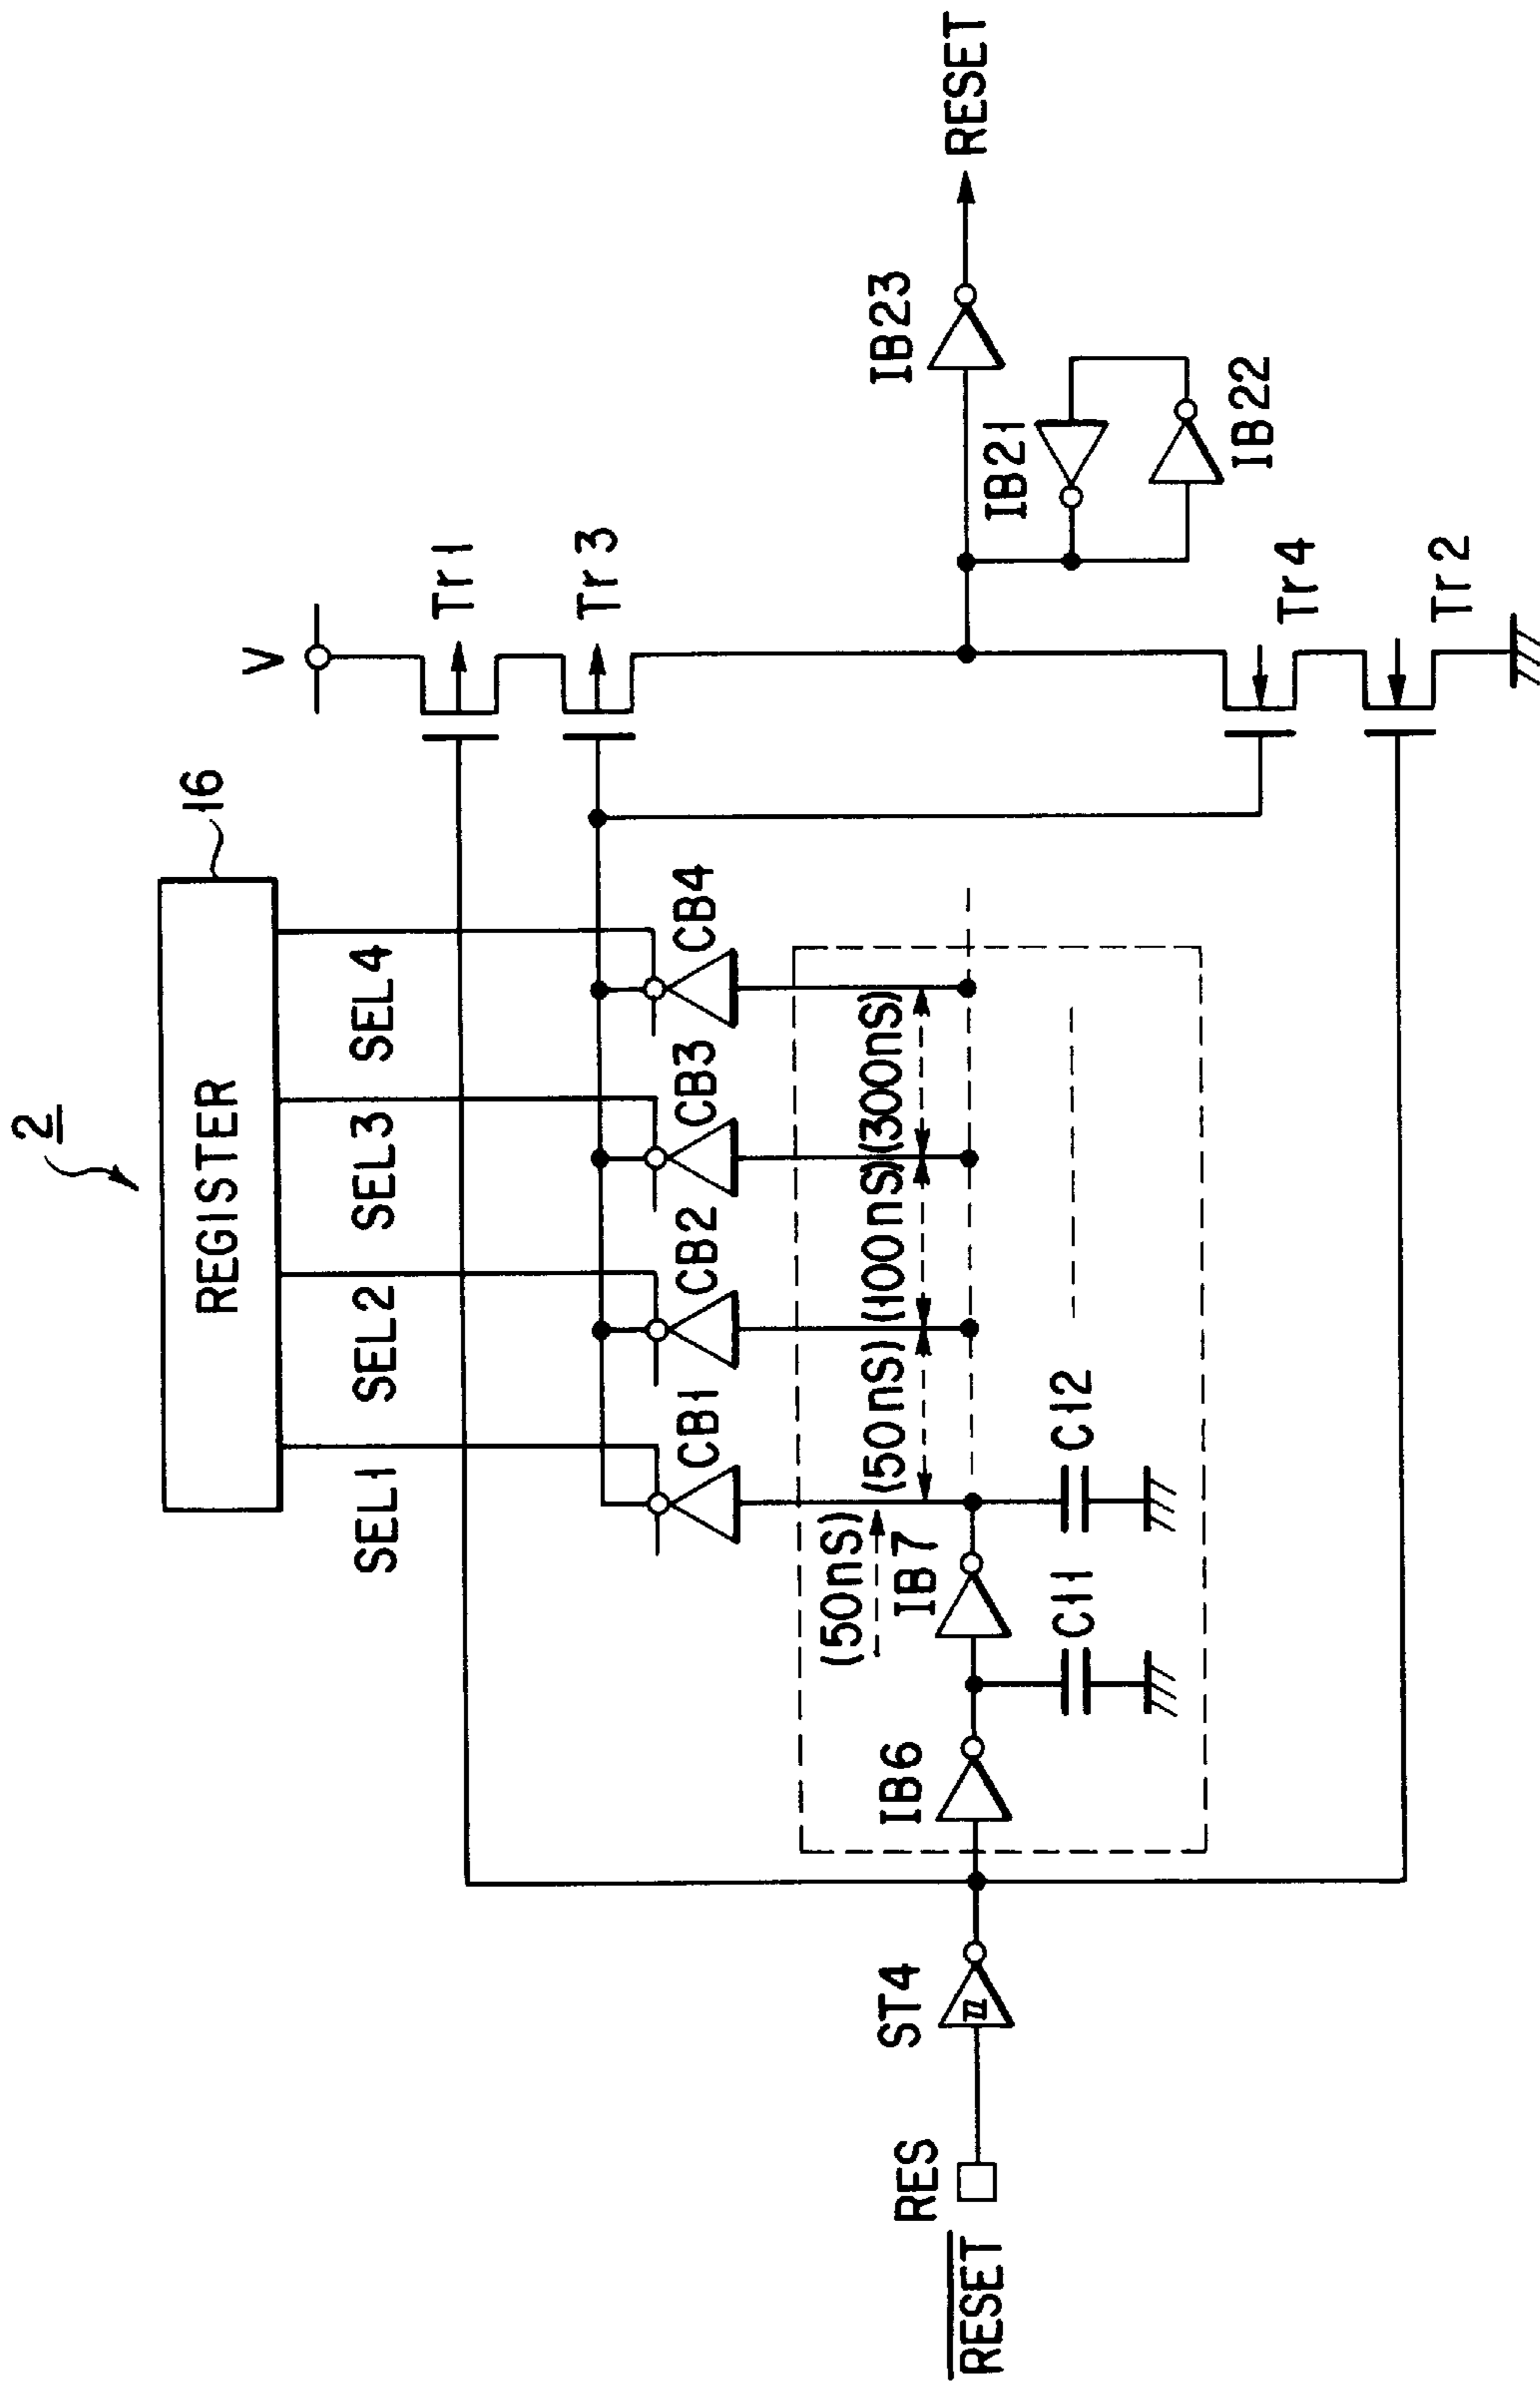 2
REGISTER
16
SEL1
SEL2
SEL3
SEL4
V
Tr1
Tr3
CB1
CB2
CB3
CB4
(50nS)
(50nS)
(100nS)
(300nS)
RES
RESET
ST4
IB6
IB7
C11
C12
IB23
RESET
IB21
IB22
Tr4
Tr2